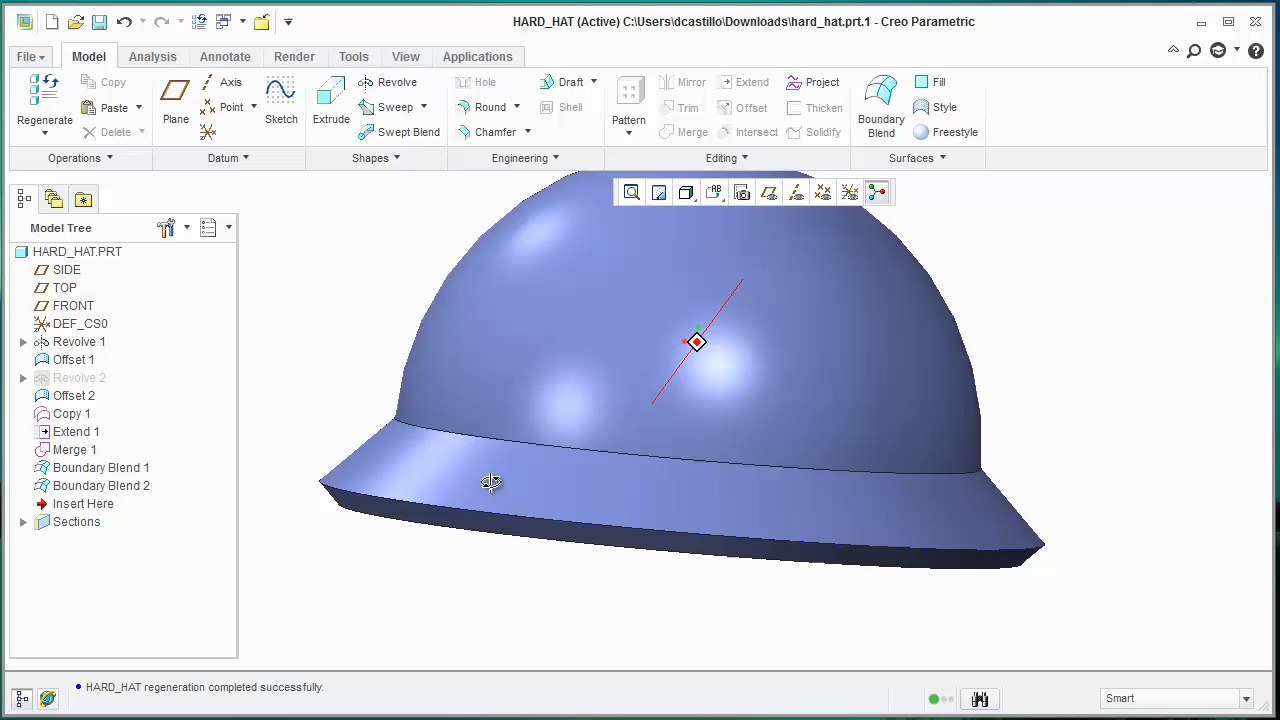 HARD_HAT (Active) C:\Users\dcastillo\Downloads\hard_hat.prt.1 - Creo Parametric
File Model Analysis Annotate Render Tools View Applications
Regenerate Copy Paste Delete
Plane Axis Point Sketch
Extrude Revolve Sweep Swept Blend
Hole Round Chamfer Draft Shell
Pattern Mirror Trim Merge Extend Offset Intersect Project Thicken Solidify
Boundary Blend Fill Style Freestyle
Operations Datum Shapes Engineering Editing Surfaces
Model Tree
HARD_HAT.PRT
SIDE
TOP
FRONT
DEF_CS0
Revolve 1
Offset 1
Revolve 2
Offset 2
Copy 1
Extend 1
Merge 1
Boundary Blend 1
Boundary Blend 2
Insert Here
Sections
HARD_HAT regeneration completed successfully.
Smart